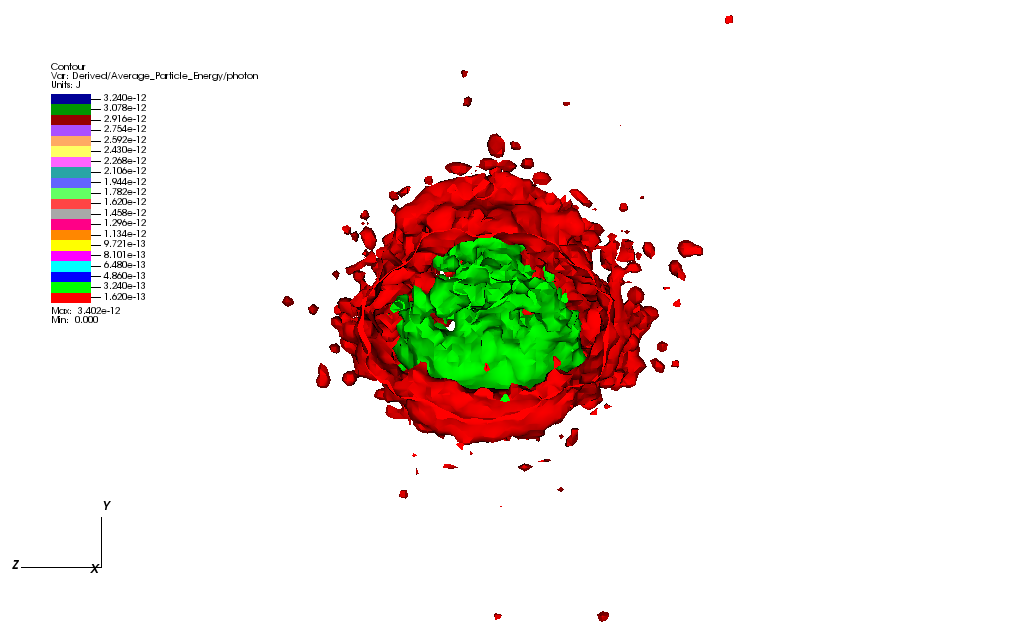 Contour
Var: Derived/Average_Particle_Energy/photon
Units: J
3.240e-12
3.078e-12
2.916e-12
2.754e-12
2.592e-12
2.430e-12
2.268e-12
2.106e-12
1.944e-12
1.782e-12
1.620e-12
1.458e-12
1.296e-12
1.134e-12
9.721e-13
8.101e-13
6.480e-13
4.860e-13
3.240e-13
1.620e-13
Max: 3.402e-12
Min: 0.000
Y
Z
X